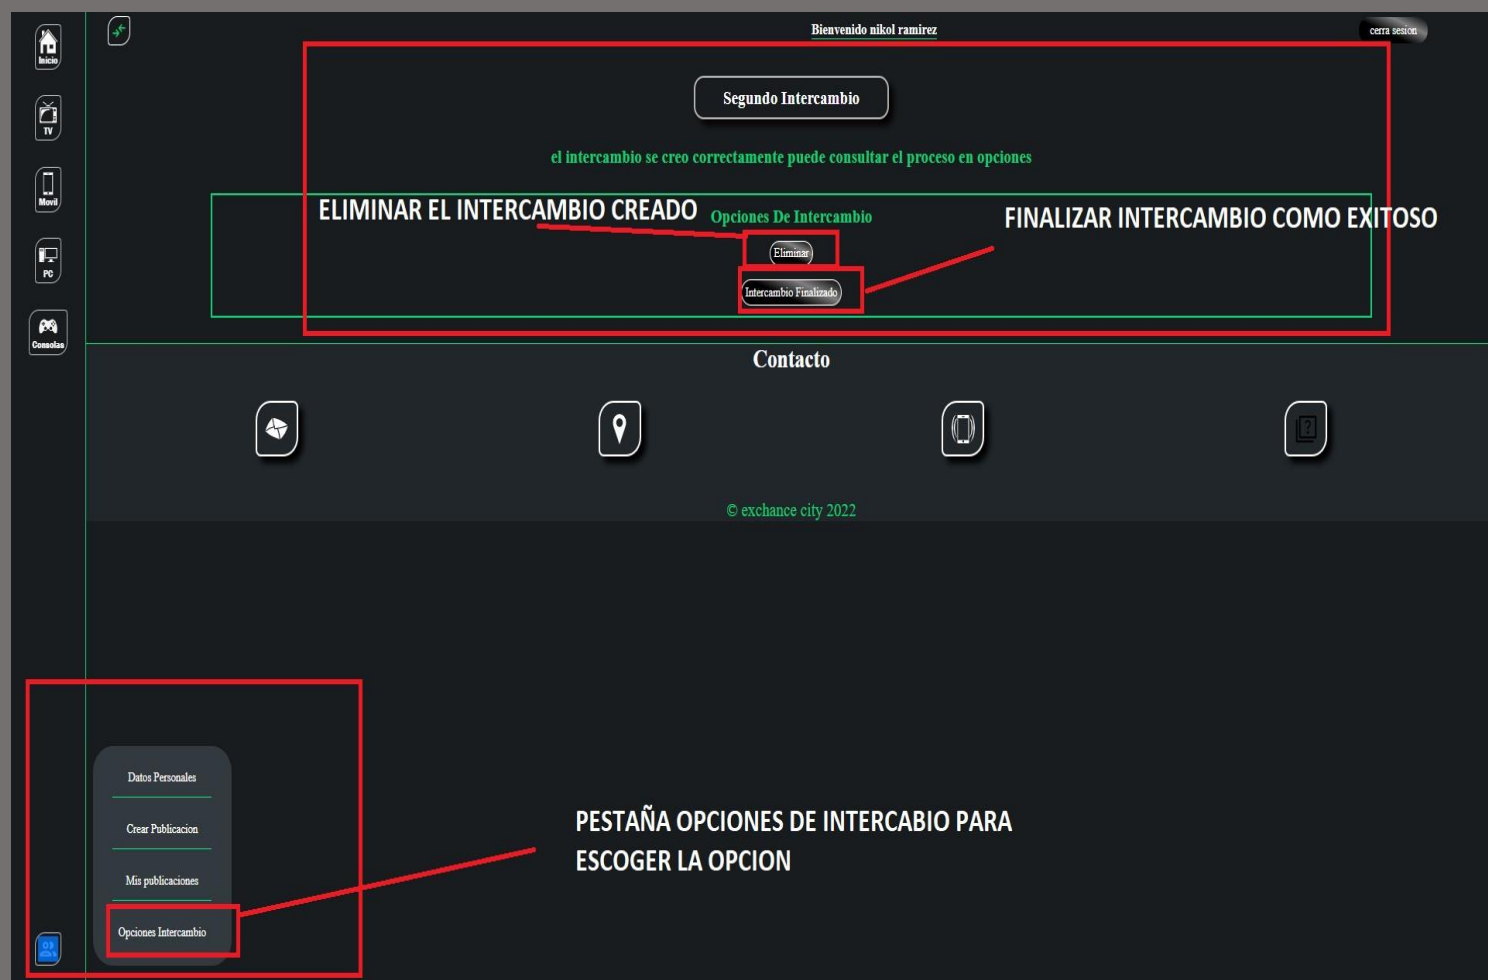 Bienvenido nikol ramirez
cerra sesion
Inicio
TV
Movil
PC
Consolas
Segundo Intercambio
el intercambio se creo correctamente puede consultar el proceso en opciones
ELIMINAR EL INTERCAMBIO CREADO
Opciones De Intercambio
FINALIZAR INTERCAMBIO COMO EXITOSO
Eliminar
Intercambio Finalizado
Contacto
?
© exchance city 2022
Datos Personales
Crear Publicacion
Mis publicaciones
Opciones Intercambio
PESTAÑA OPCIONES DE INTERCABIO PARA
ESCOGER LA OPCION